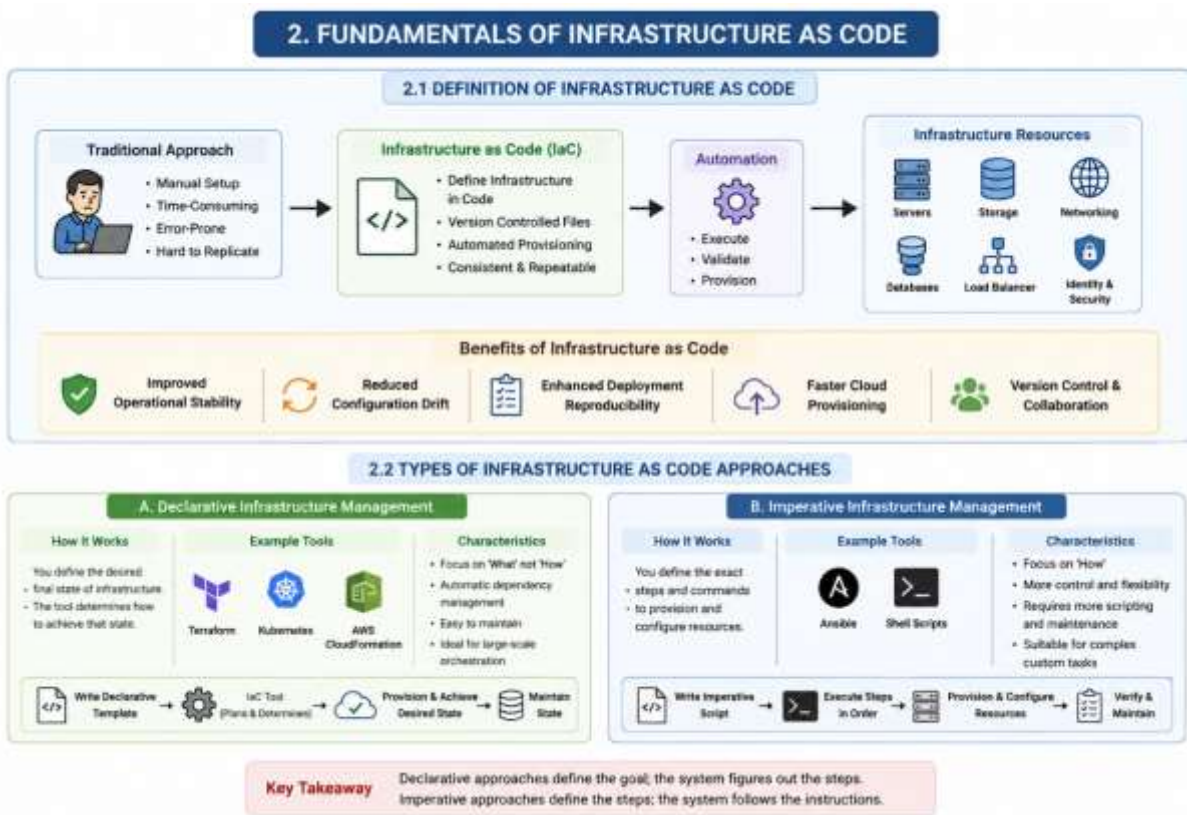 2. FUNDAMENTALS OF INFRASTRUCTURE AS CODE
2.1 DEFINITION OF INFRASTRUCTURE AS CODE
Traditional Approach
• Manual Setup
• Time-Consuming
• Error-Prone
• Hard to Replicate
Infrastructure as Code (IaC)
</>
• Define Infrastructure
in Code
• Version Controlled Files
• Automated Provisioning
• Consistent & Repeatable
Automation
• Execute
• Validate
• Provision
Infrastructure Resources
Servers
Storage
Networking
Databases
Load Balancer
Identity &
Security
Benefits of Infrastructure as Code
Improved
Operational Stability
Reduced
Configuration Drift
Enhanced Deployment
Reproducibility
Faster Cloud
Provisioning
Version Control &
Collaboration
2.2 TYPES OF INFRASTRUCTURE AS CODE APPROACHES
A. Declarative Infrastructure Management
How It Works
You define the desired
• final state of infrastructure
• The tool determines how
to achieve that state.
Example Tools
Terraform
Kubernetes
AWS
CloudFormation
Characteristics
• Focus on 'What' not 'How'
• Automatic dependency
management
• Easy to maintain
• Ideal for large-scale
orchestration
</>
Write Declarative
Template
IaC Tool
(Plans & Determines)
Provision & Achieve
Desired State
Maintain
State
B. Imperative Infrastructure Management
How It Works
You define the exact
• steps and commands
• to provision and
configure resources.
Example Tools
A
Ansible
>_
Shell Scripts
Characteristics
• Focus on 'How'
• More control and flexibility
• Requires more scripting
and maintenance
• Suitable for complex
custom tasks
</>
Write Imperative
Script
>_
Execute Steps
in Order
Provision & Configure
Resources
Verify &
Maintain
Key Takeaway
Declarative approaches define the goal; the system figures out the steps.
Imperative approaches define the steps; the system follows the instructions.